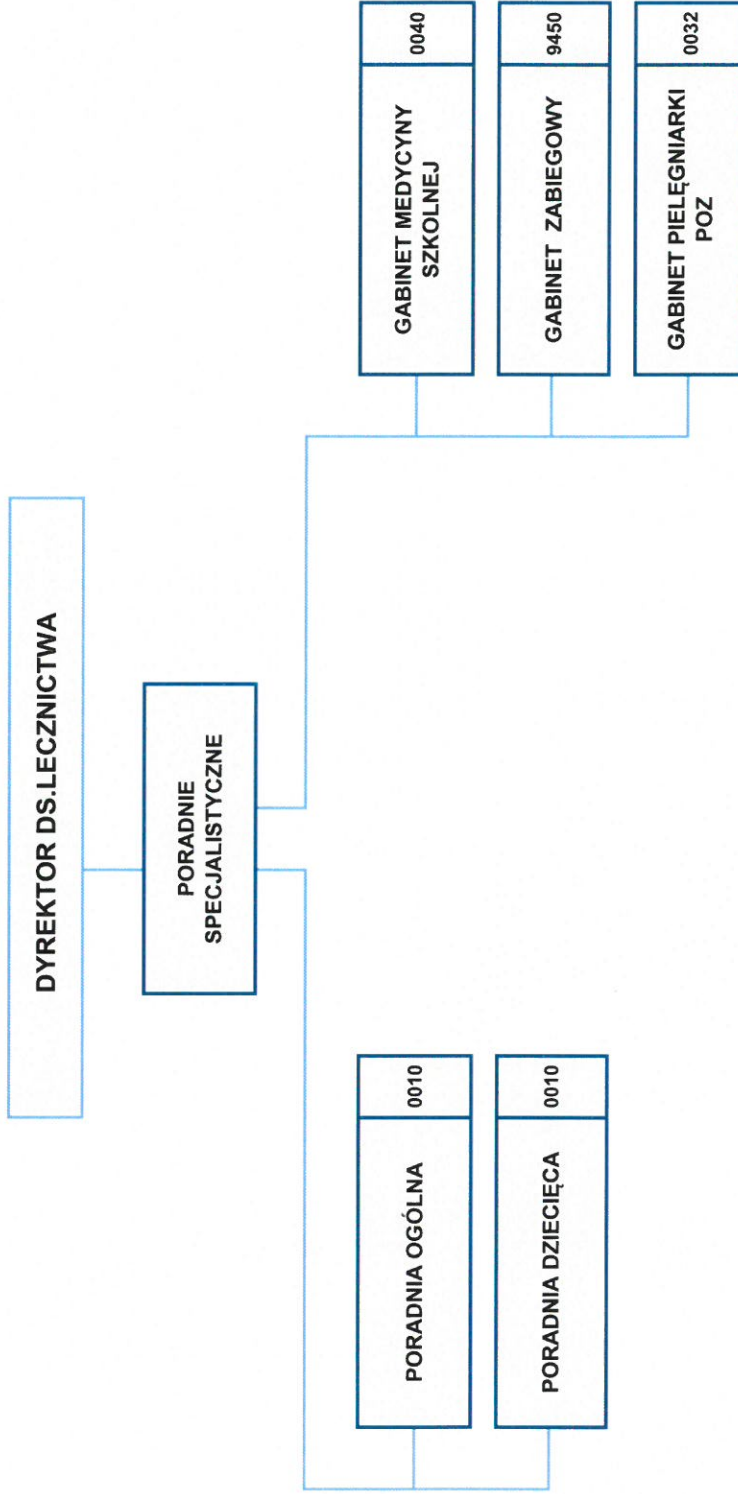 DYREKTOR DS.LECZNICTWA
PORADNIE
SPECJALISTYCZNE
PORADNIA OGÓLNA
0010
PORADNIA DZIECIĘCA
0010
GABINET MEDYCYNY
SZKOLNEJ
0040
GABINET ZABIEGOWY
9450
GABINET PIELĘGNIARKI
POZ
0032